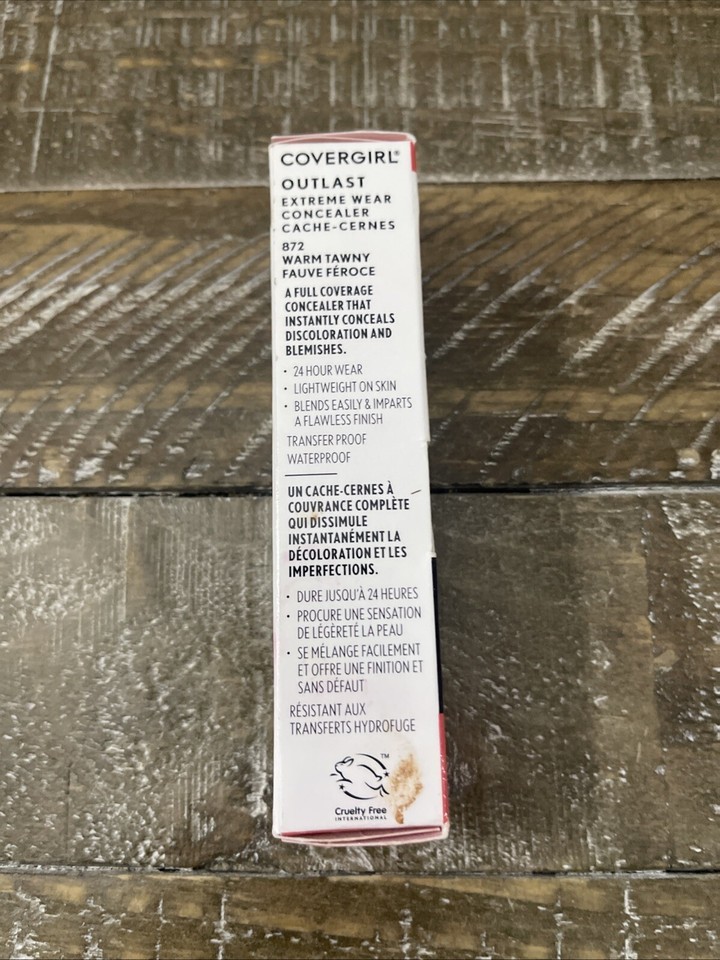 COVERGIRL®
OUTLAST
EXTREME WEAR
CONCEALER
CACHE-CERNES
872
WARM TAWNY
FAUVE FÉROCE
A FULL COVERAGE
CONCEALER THAT
INSTANTLY CONCEALS
DISCOLORATION AND
BLEMISHES.
• 24 HOUR WEAR
• LIGHTWEIGHT ON SKIN
• BLENDS EASILY & IMPARTS
A FLAWLESS FINISH
TRANSFER PROOF
WATERPROOF
UN CACHE-CERNES À
COUVRANCE COMPLÈTE
QUI DISSIMULE
INSTANTANÉMENT LA
DÉCOLORATION ET LES
IMPERFECTIONS.
• DURE JUSQU'À 24 HEURES
• PROCURE UNE SENSATION
DE LÉGÈRETÉ LA PEAU
• SE MÉLANGE FACILEMENT
ET OFFRE UNE FINITION ET
SANS DÉFAUT
RÉSISTANT AUX
TRANSFERTS HYDROFUGE
TM
Cruelty Free
INTERNATIONAL